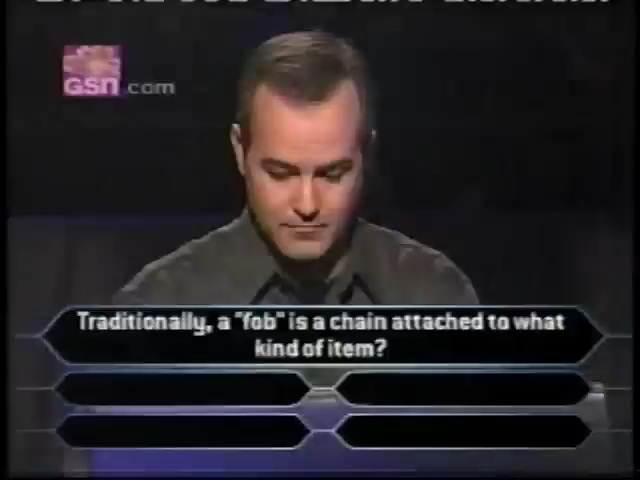 GSN.com
Traditionally, a "fob" is a chain attached to what
kind of item?